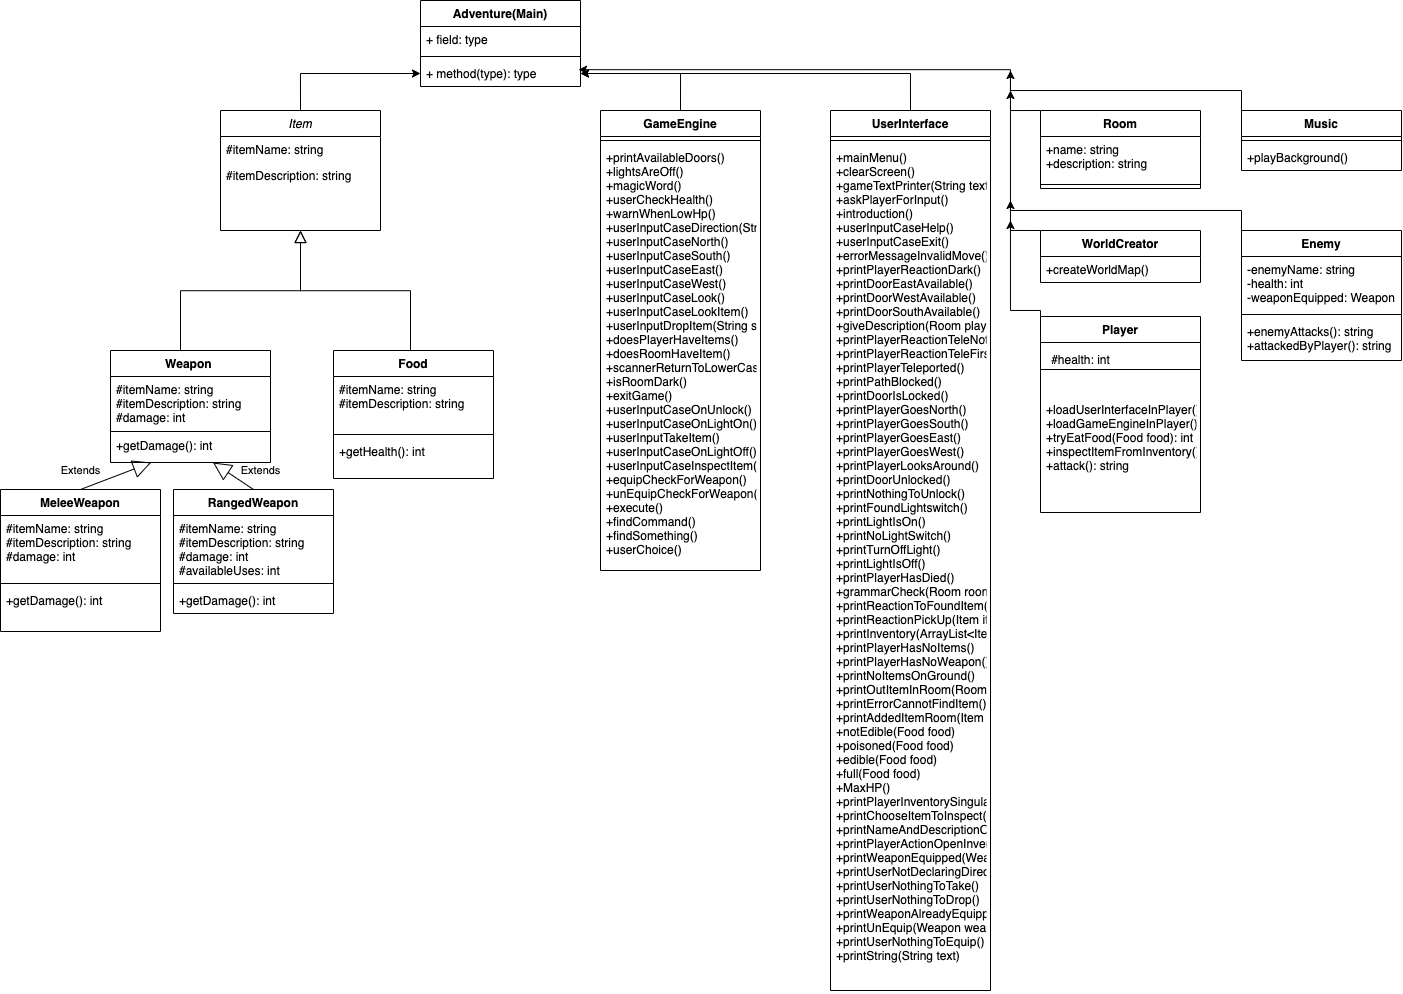 Adventure(Main)
+ field: type
+ method(type): type
Item
#itemName: string
#itemDescription: string
Weapon
#itemName: string
#itemDescription: string
#damage: int
+getDamage(): int
Food
#itemName: string
#itemDescription: string
+getHealth(): int
Extends
Extends
MeleeWeapon
#itemName: string
#itemDescription: string
#damage: int
+getDamage(): int
RangedWeapon
#itemName: string
#itemDescription: string
#damage: int
#availableUses: int
+getDamage(): int
GameEngine
+printAvailableDoors()
+lightsAreOff()
+magicWord()
+userCheckHealth()
+warnWhenLowHp()
+userInputCaseDirection(Str
+userInputCaseNorth()
+userInputCaseSouth()
+userInputCaseEast()
+userInputCaseWest()
+userInputCaseLook()
+userInputCaseLookItem()
+userInputDropItem(String s
+doesPlayerHaveItems()
+doesRoomHaveItem()
+scannerReturnToLowerCas
+isRoomDark()
+exitGame()
+userInputCaseOnUnlock()
+userInputCaseOnLightOn()
+userInputTakeItem()
+userInputCaseOnLightOff()
+userInputCaseInspectItem(
+equipCheckForWeapon()
+unEquipCheckForWeapon(
+execute()
+findCommand()
+findSomething()
+userChoice()
UserInterface
+mainMenu()
+clearScreen()
+gameTextPrinter(String text
+askPlayerForInput()
+introduction()
+userInputCaseHelp()
+userInputCaseExit()
+errorMessageInvalidMove()
+printPlayerReactionDark()
+printDoorEastAvailable()
+printDoorWestAvailable()
+printDoorSouthAvailable()
+giveDescription(Room play
+printPlayerReactionTeleNot
+printPlayerReactionTeleFirs
+printPlayerTeleported()
+printPathBlocked()
+printDoorIsLocked()
+printPlayerGoesNorth()
+printPlayerGoesSouth()
+printPlayerGoesEast()
+printPlayerGoesWest()
+printPlayerLooksAround()
+printDoorUnlocked()
+printNothingToUnlock()
+printFoundLightswitch()
+printLightIsOn()
+printNoLightSwitch()
+printTurnOffLight()
+printLightIsOff()
+printPlayerHasDied()
+grammarCheck(Room room
+printReactionToFoundItem(
+printReactionPickUp(Item it
+printInventory(ArrayList<Ite
+printPlayerHasNoItems()
+printPlayerHasNoWeapon()
+printNoItemsOnGround()
+printOutItemInRoom(Room
+printErrorCannotFindItem()
+printAddedItemRoom(Item
+notEdible(Food food)
+poisoned(Food food)
+edible(Food food)
+full(Food food)
+MaxHP()
+printPlayerInventorySingula
+printChooseItemToInspect(
+printNameAndDescriptionO
+printPlayerActionOpenInve
+printWeaponEquipped(Wea
+printUserNotDeclaringDirec
+printUserNothingToTake()
+printUserNothingToDrop()
+printWeaponAlreadyEquipp
+printUnEquip(Weapon wea
+printUserNothingToEquip()
+printString(String text)
Room
+name: string
+description: string
Music
+playBackground()
WorldCreator
+createWorldMap()
Enemy
-enemyName: string
-health: int
-weaponEquipped: Weapon
+enemyAttacks(): string
+attackedByPlayer(): string
Player
#health: int
+loadUserInterfaceInPlayer(
+loadGameEngineInPlayer()
+tryEatFood(Food food): int
+inspectItemFromInventory(
+attack(): string